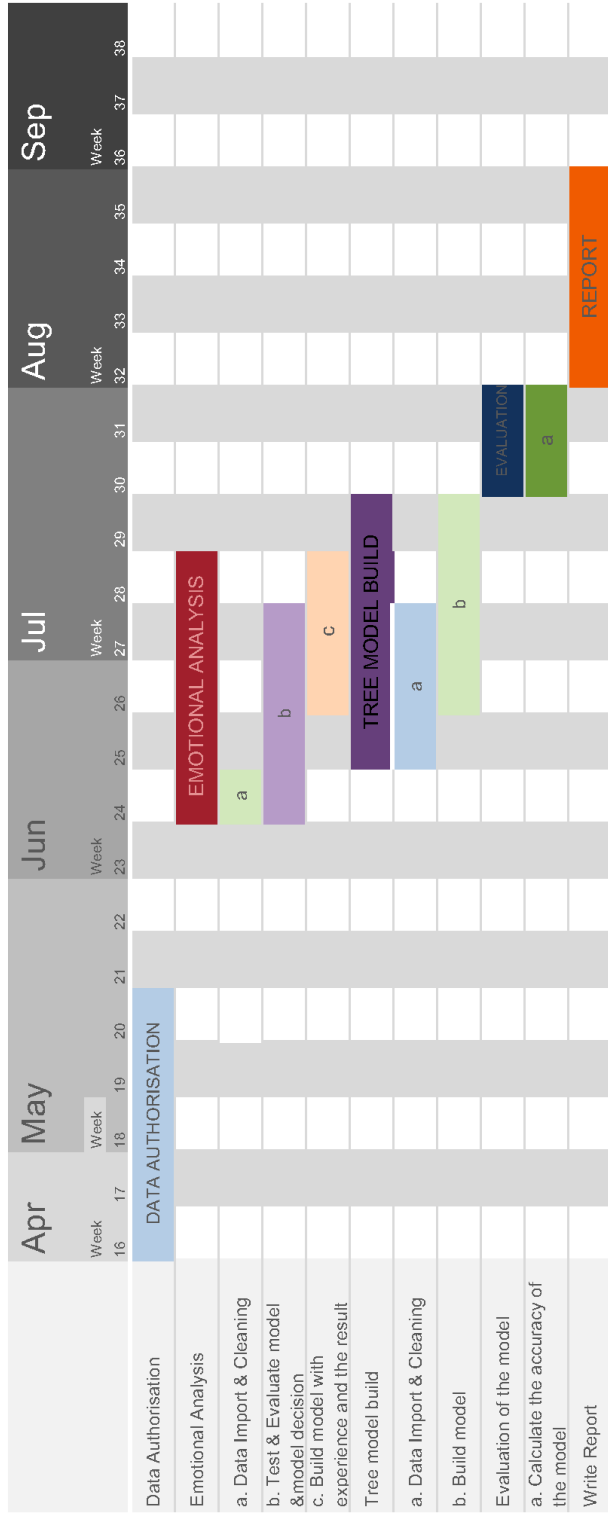 Apr May Jun Jul Aug Sep
Week Week Week Week Week Week
16 17 18 19 20 21 22 23 24 25 26 27 28 29 30 31 32 33 34 35 36 37 38
Data Authorisation
DATA AUTHORISATION
Emotional Analysis
EMOTIONAL ANALYSIS
a. Data Import & Cleaning
a
b. Test & Evaluate model
&model decision
b
c. Build model with
experience and the result
c
Tree model build
TREE MODEL BUILD
a. Data Import & Cleaning
a
b. Build model
b
Evaluation of the model
EVALUATION
a. Calculate the accuracy of
the model
a
Write Report
REPORT